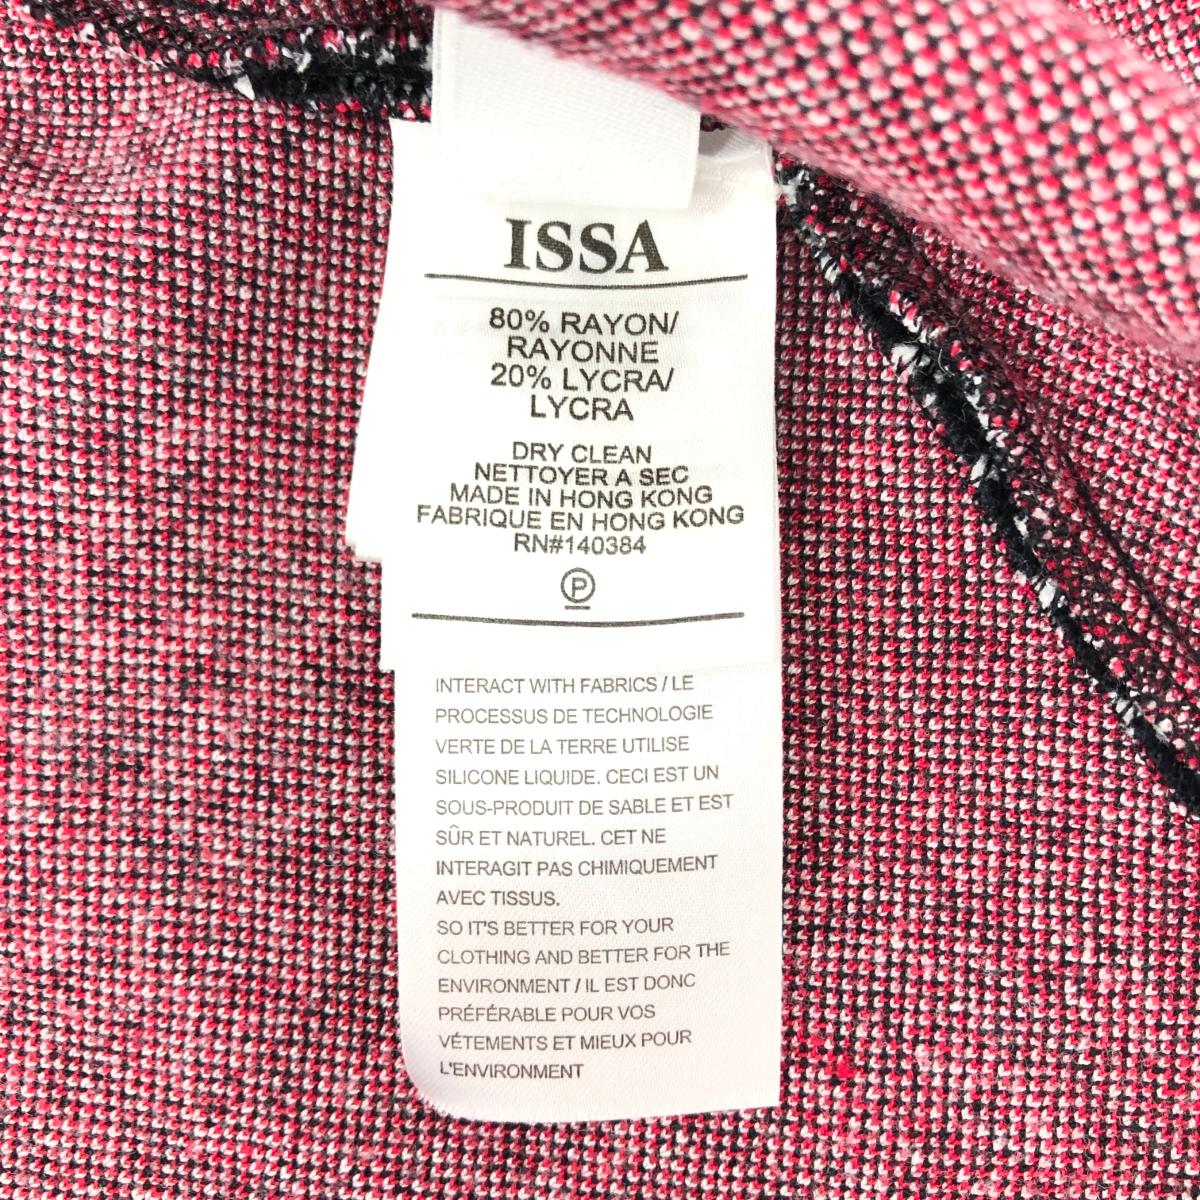 ISSA
80% RAYON/
RAYONNE
20% LYCRA/
LYCRA
DRY CLEAN
NETTOYER A SEC
MADE IN HONG KONG
FABRIQUE EN HONG KONG
RN#140384
P
INTERACT WITH FABRICS / LE
PROCESSUS DE TECHNOLOGIE
VERTE DE LA TERRE UTILISE
SILICONE LIQUIDE. CECI EST UN
SOUS-PRODUIT DE SABLE ET EST
SÛR ET NATUREL. CET NE
INTERAGIT PAS CHIMIQUEMENT
AVEC TISSUS.
SO IT'S BETTER FOR YOUR
CLOTHING AND BETTER FOR THE
ENVIRONMENT / IL EST DONC
PRÉFÉRABLE POUR VOS
VÊTEMENTS ET MIEUX POUR
L'ENVIRONMENT